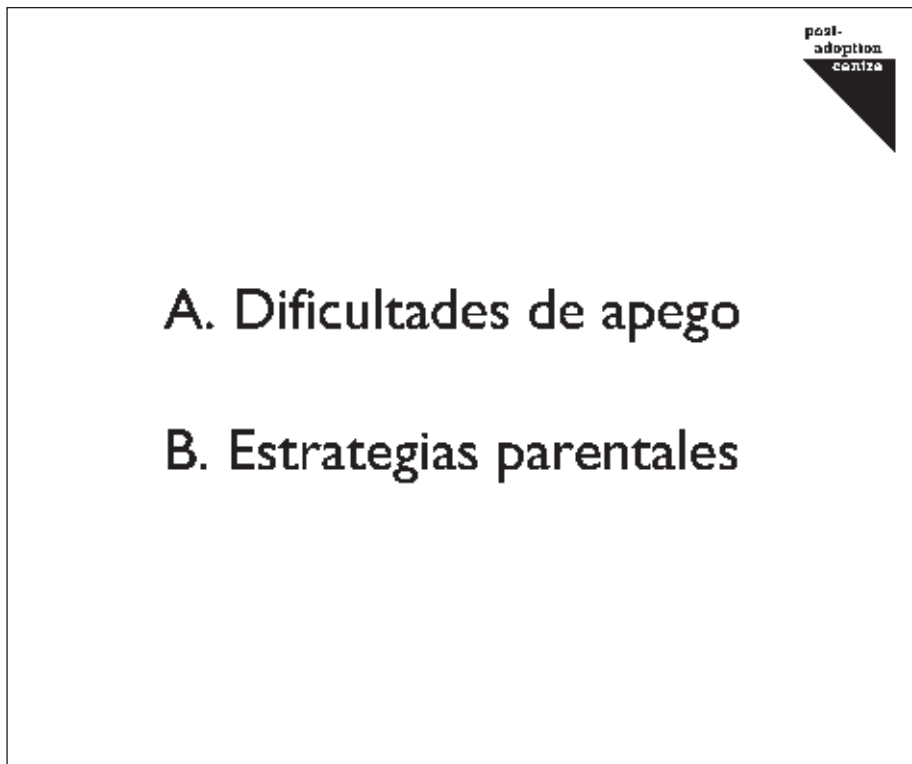 post-
adoption
centre
A. Dificultades de apego
B. Estrategias parentales